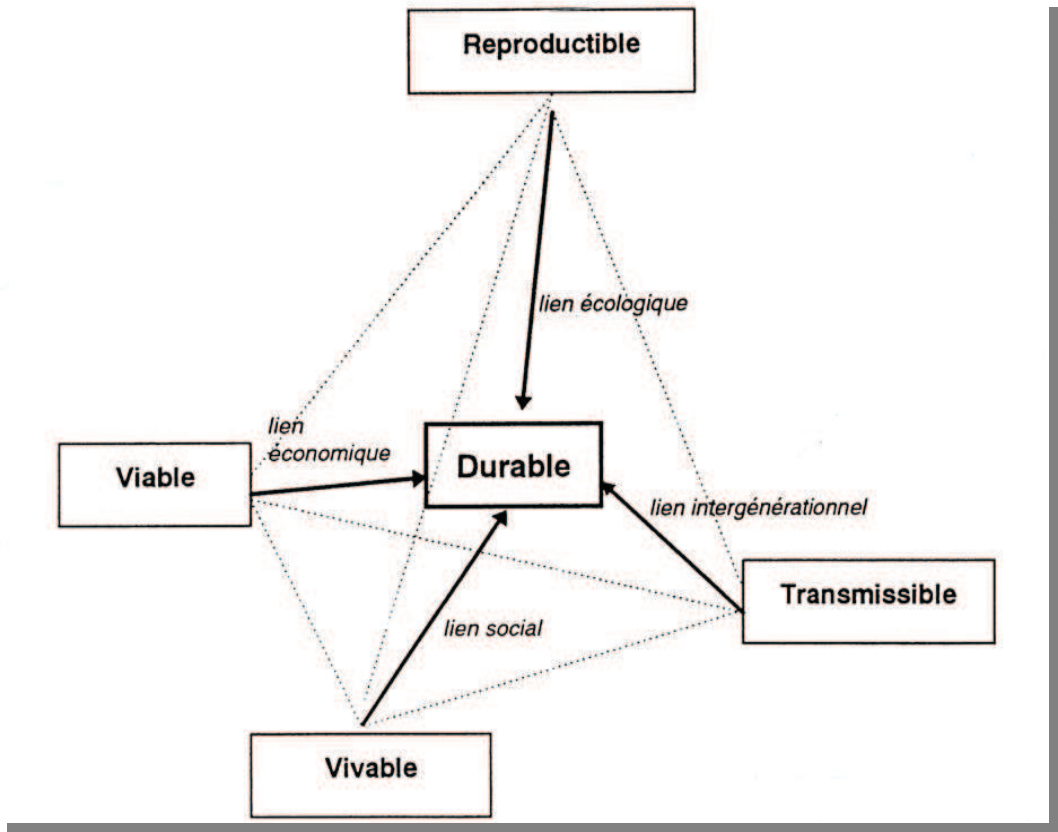 Reproductible
lien écologique
lien
économique
Viable
Durable
lien intergénérationnel
Transmissible
lien social
Vivable